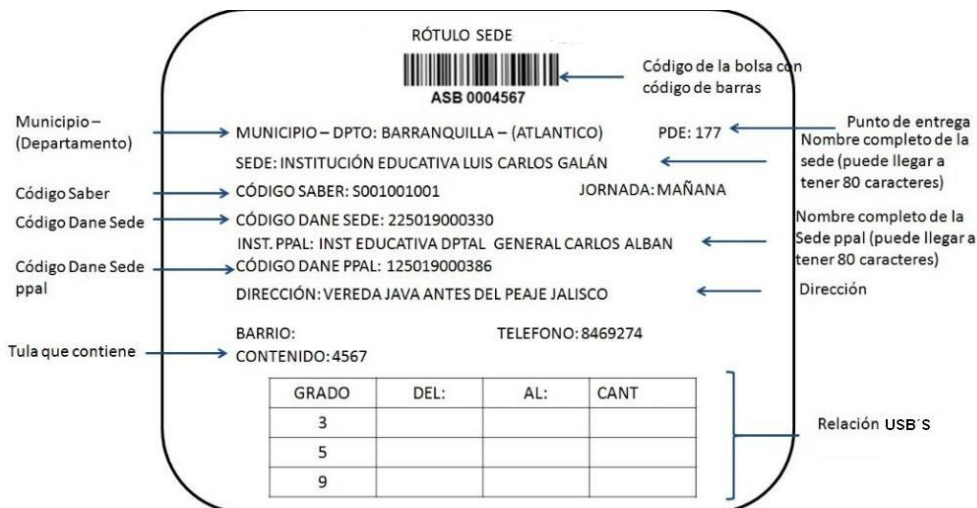 RÓTULO SEDE
Código de la bolsa con
código de barras
ASB 0004567
Municipio –
(Departamento)
MUNICIPIO – DPTO: BARRANQUILLA – (ATLANTICO)
PDE: 177
Punto de entrega
SEDE: INSTITUCIÓN EDUCATIVA LUIS CARLOS GALÁN
Nombre completo de la
sede (puede llegar a
tener 80 caracteres)
Código Saber
CÓDIGO SABER: S001001001
JORNADA: MAÑANA
Código Dane Sede
CÓDIGO DANE SEDE: 225019000330
INST. PPAL: INST EDUCATIVA DPTAL GENERAL CARLOS ALBAN
Nombre completo de la
Sede ppal (puede llegar a
tener 80 caracteres)
Código Dane Sede
ppal
CÓDIGO DANE PPAL: 125019000386
DIRECCIÓN: VEREDA JAVA ANTES DEL PEAJE JALISCO
Dirección
BARRIO:
TELEFONO: 8469274
Tula que contiene
CONTENIDO: 4567
GRADO DEL: AL: CANT
3
5
9
Relación USB´S